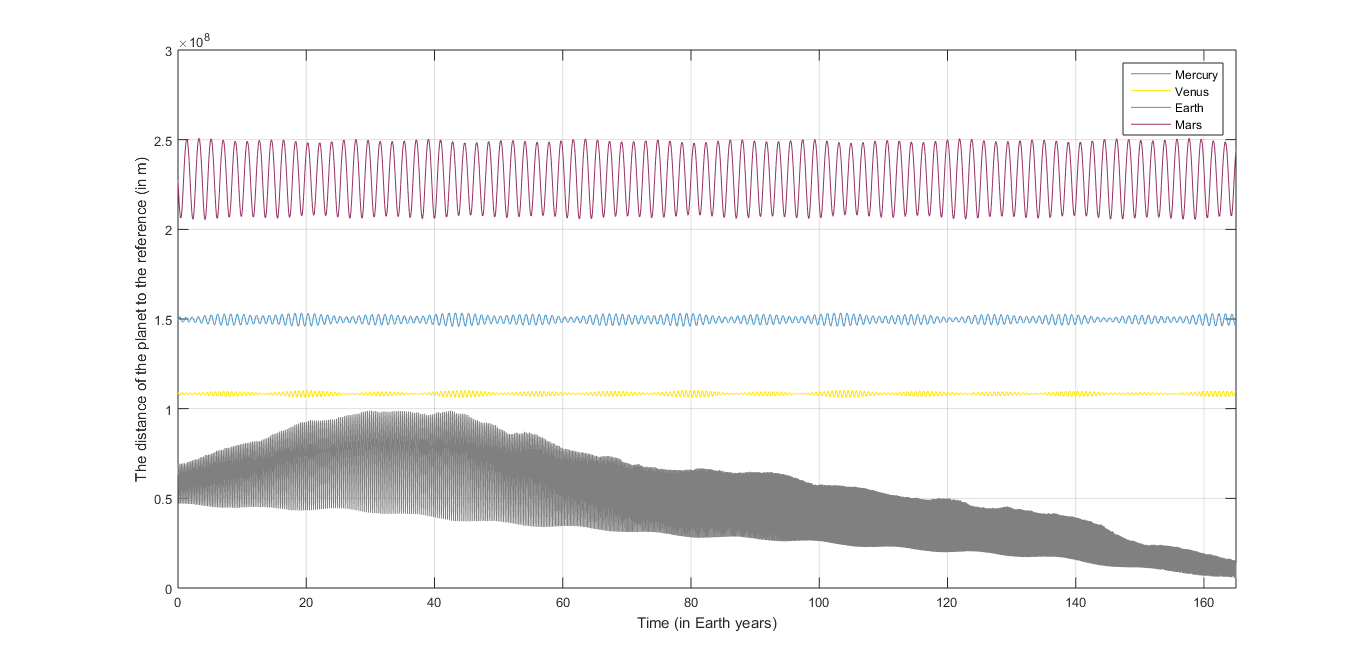 ×10^8
3
2.5
2
1.5
1
0.5
0
The distance of the planet to the reference (in m)
Mercury
Venus
Earth
Mars
0 20 40 60 80 100 120 140 160
Time (in Earth years)